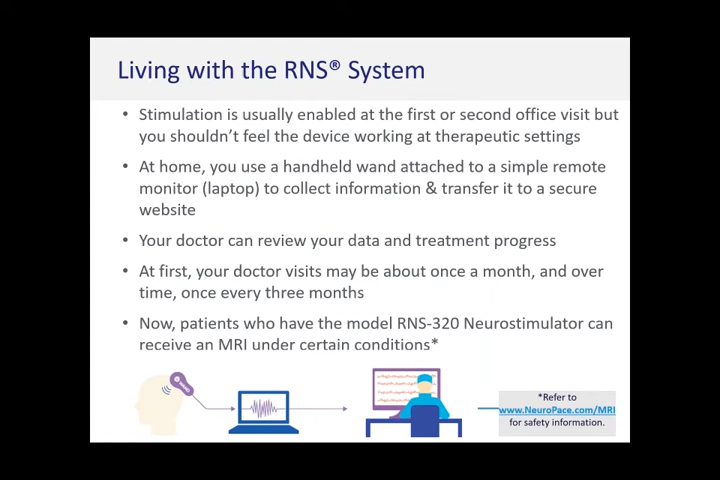 Living with the RNS® System
• Stimulation is usually enabled at the first or second office visit but
you shouldn't feel the device working at therapeutic settings
• At home, you use a handheld wand attached to a simple remote
monitor (laptop) to collect information & transfer it to a secure
website
• Your doctor can review your data and treatment progress
• At first, your doctor visits may be about once a month, and over
time, once every three months
• Now, patients who have the model RNS-320 Neurostimulator can
receive an MRI under certain conditions*
*Refer to
www.NeuroPace.com/MRI
for safety information.